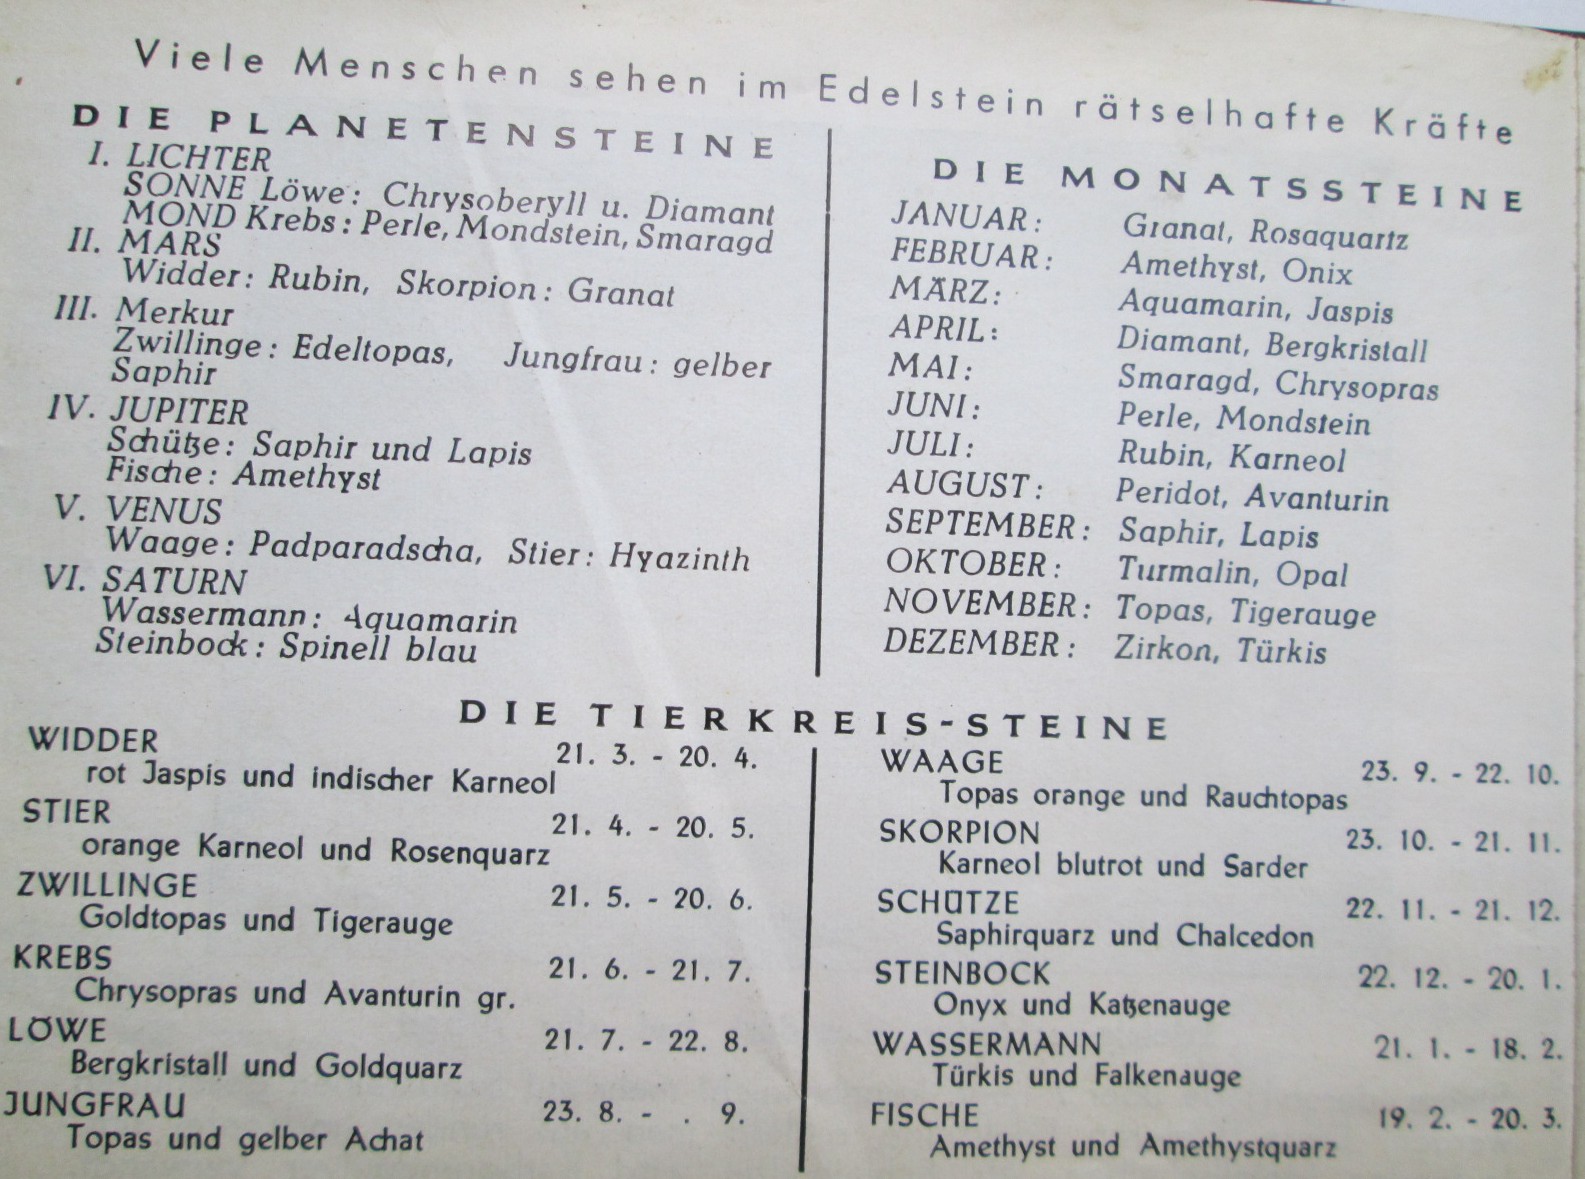 Viele Menschen sehen im Edelstein rätselhafte Kräfte
DIE PLANETENSTEINE
I. LICHTER
SONNE Löwe: Chrysoberyll u. Diamant
MOND Krebs: Perle, Mondstein, Smaragd
II. MARS
Widder: Rubin, Skorpion: Granat
III. Merkur
Zwillinge: Edeltopas, Jungfrau: gelber
Saphir
IV. JUPITER
Schütze: Saphir und Lapis
Fische: Amethyst
V. VENUS
Waage: Padparadscha, Stier: Hyazinth
VI. SATURN
Wassermann: Aquamarin
Steinbock: Spinell blau
DIE MONATSSTEINE
JANUAR: Granat, Rosaquartz
FEBRUAR: Amethyst, Onix
MÄRZ: Aquamarin, Jaspis
APRIL: Diamant, Bergkristall
MAI: Smaragd, Chrysopras
JUNI: Perle, Mondstein
JULI: Rubin, Karneol
AUGUST: Peridot, Avanturin
SEPTEMBER: Saphir, Lapis
OKTOBER: Turmalin, Opal
NOVEMBER: Topas, Tigerauge
DEZEMBER: Zirkon, Türkis
DIE TIERKREIS-STEINE
WIDDER 21. 3. - 20. 4.
rot Jaspis und indischer Karneol
STIER 21. 4. - 20. 5.
orange Karneol und Rosenquarz
ZWILLINGE 21. 5. - 20. 6.
Goldtopas und Tigerauge
KREBS 21. 6. - 21. 7.
Chrysopras und Avanturin gr.
LÖWE 21. 7. - 22. 8.
Bergkristall und Goldquarz
JUNGFRAU 23. 8. - . 9.
Topas und gelber Achat
WAAGE 23. 9. - 22. 10.
Topas orange und Rauchtopas
SKORPION 23. 10. - 21. 11.
Karneol blutrot und Sarder
SCHÜTZE 22. 11. - 21. 12.
Saphirquarz und Chalcedon
STEINBOCK 22. 12. - 20. 1.
Onyx und Katzenauge
WASSERMANN 21. 1. - 18. 2.
Türkis und Falkenauge
FISCHE 19. 2. - 20. 3.
Amethyst und Amethystquarz